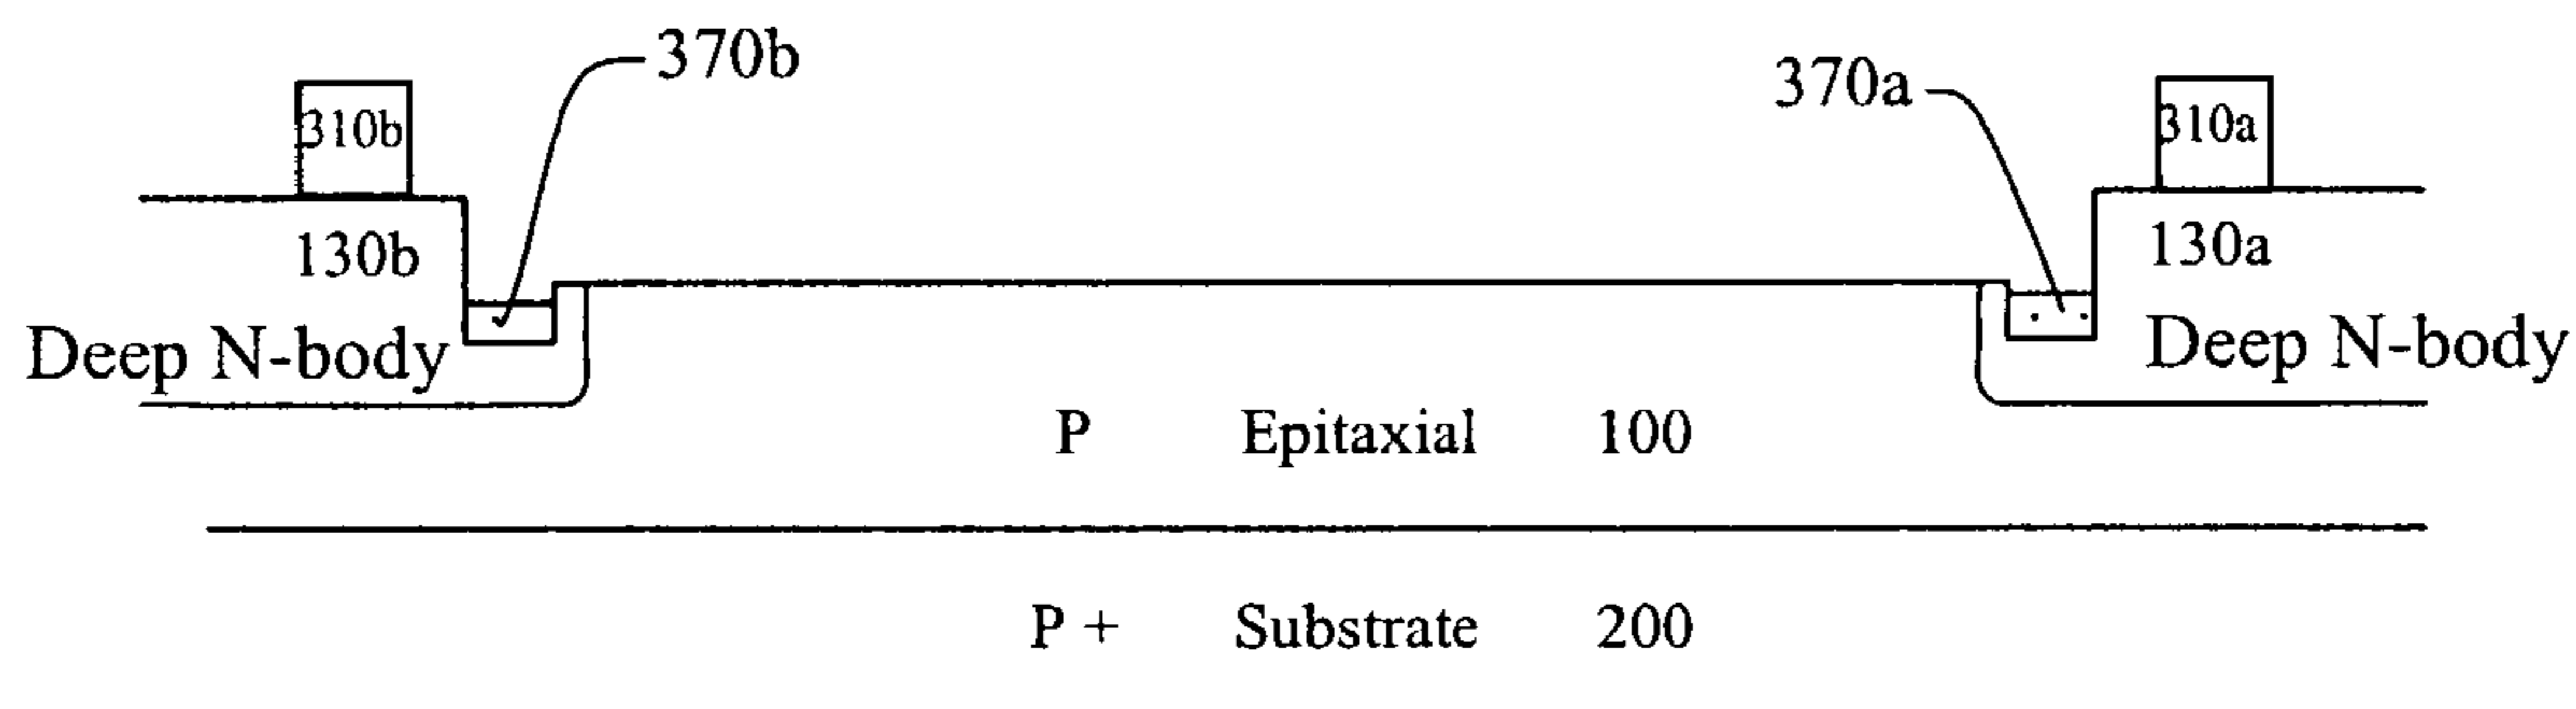 370b
370a
310b
310a
130b
130a
Deep N-body
Deep N-body
P Epitaxial 100
P + Substrate 200